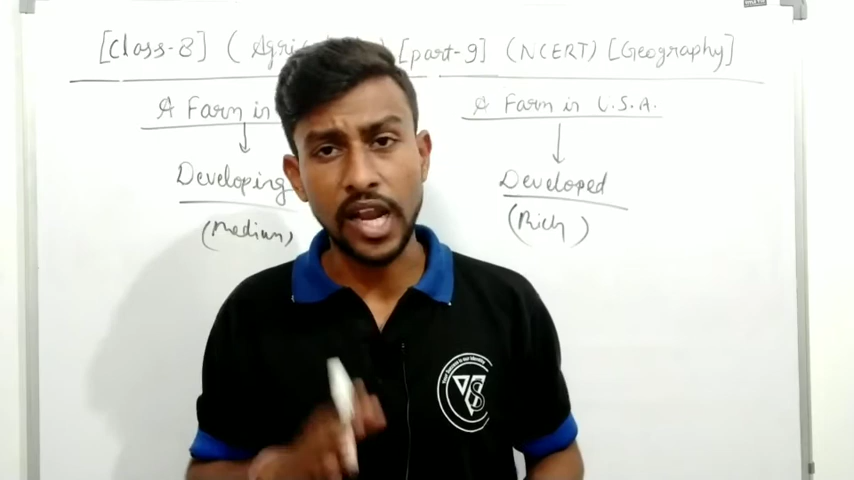 [Class-8] ( [part-9] (NCERT) [Geography]
A Farm in
A Farm in U.S.A.
Developing
Developed
(Medium)
(Rich)